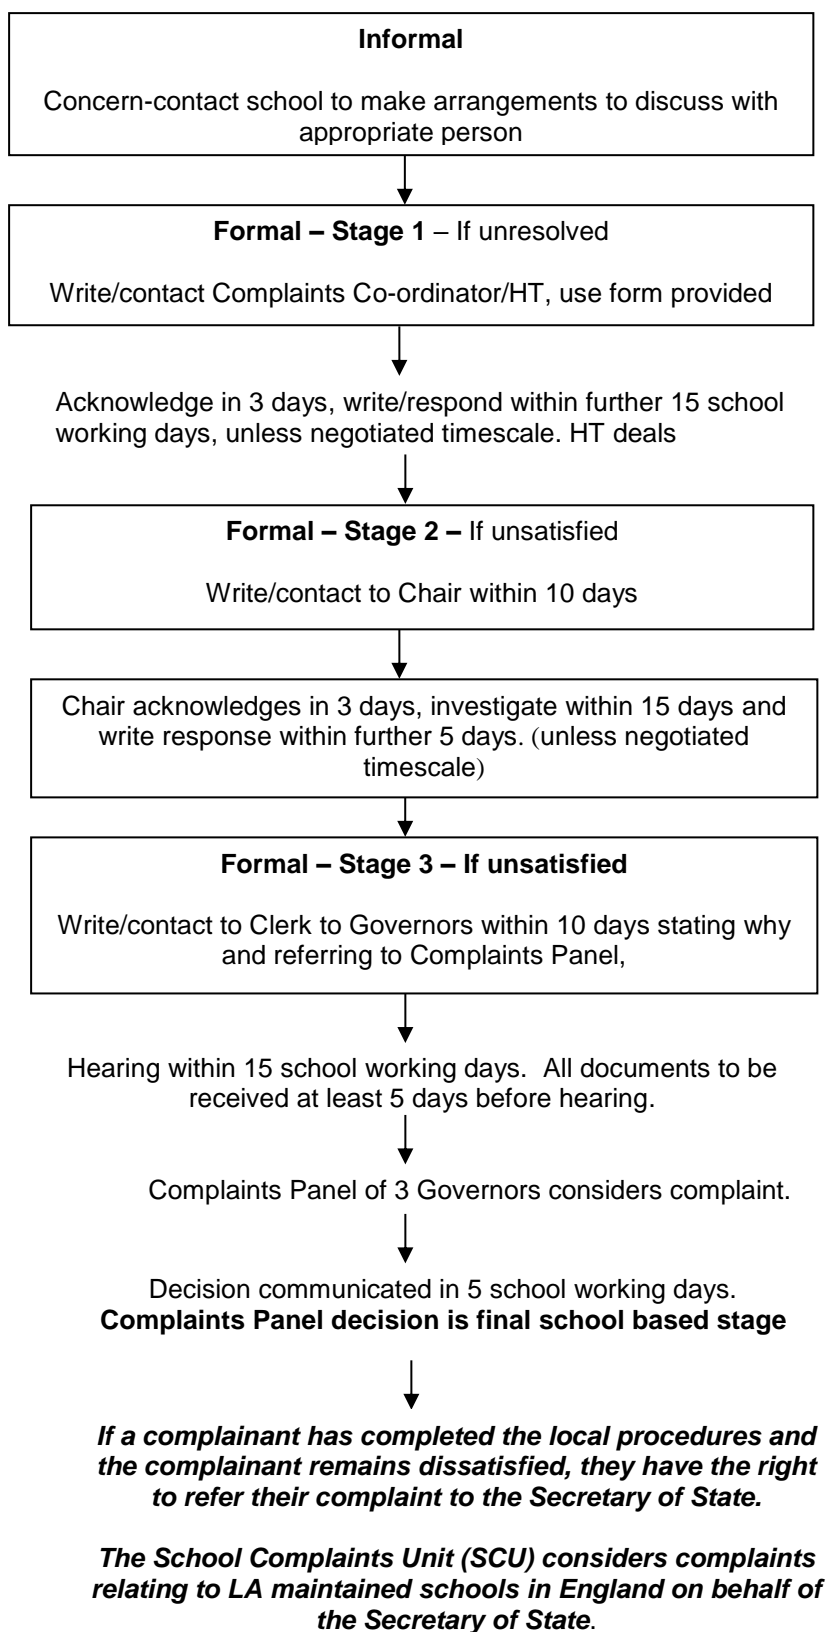 Informal
Concern-contact school to make arrangements to discuss with
appropriate person
Formal – Stage 1 – If unresolved
Write/contact Complaints Co-ordinator/HT, use form provided
Acknowledge in 3 days, write/respond within further 15 school
working days, unless negotiated timescale. HT deals
Formal – Stage 2 – If unsatisfied
Write/contact to Chair within 10 days
Chair acknowledges in 3 days, investigate within 15 days and
write response within further 5 days. (unless negotiated
timescale)
Formal – Stage 3 – If unsatisfied
Write/contact to Clerk to Governors within 10 days stating why
and referring to Complaints Panel,
Hearing within 15 school working days. All documents to be
received at least 5 days before hearing.
Complaints Panel of 3 Governors considers complaint.
Decision communicated in 5 school working days.
Complaints Panel decision is final school based stage
If a complainant has completed the local procedures and
the complainant remains dissatisfied, they have the right
to refer their complaint to the Secretary of State.
The School Complaints Unit (SCU) considers complaints
relating to LA maintained schools in England on behalf of
the Secretary of State.